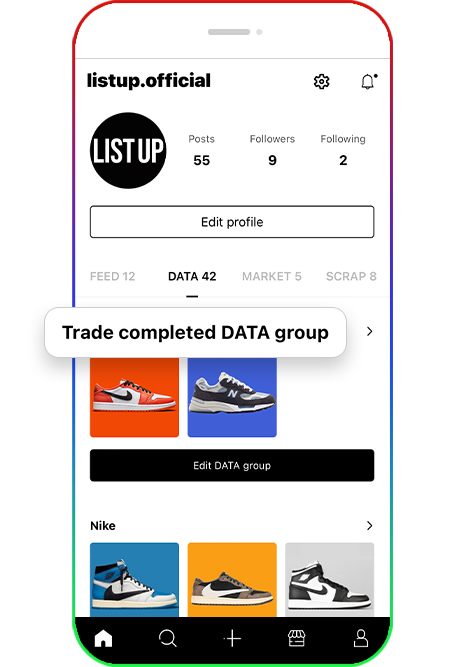 listup.official
LIST UP
Posts
Followers
Following
55
9
2
Edit profile
FEED 12
DATA 42
MARKET 5
SCRAP 8
Trade completed DATA group
N
Edit DATA group
Nike